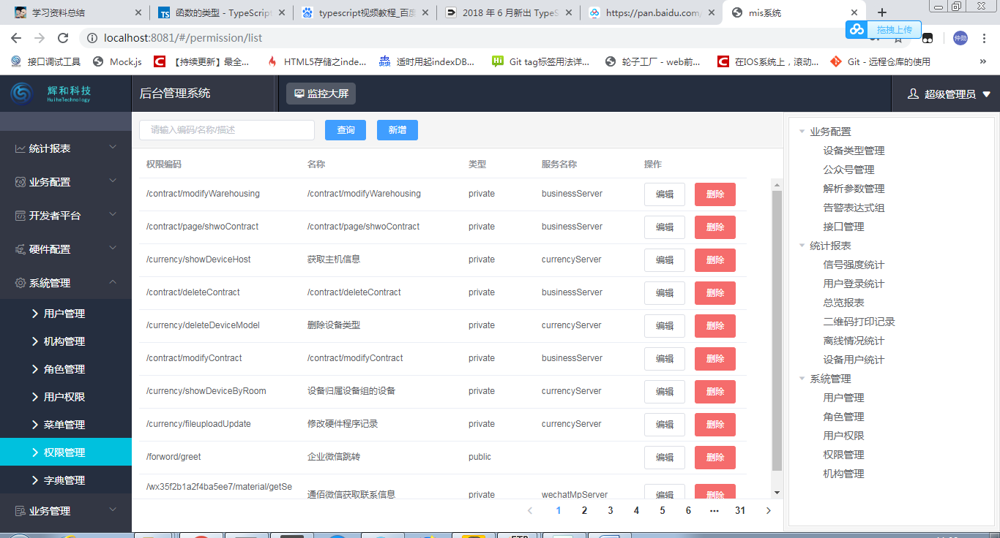 学习资料总结
函数的类型 - TypeScript
typescript视频教程_百度
2018 年 6 月新出 TypeS
https://pan.baidu.com/
mis系统
localhost:8081/#/permission/list
拖拽上传
仲勋
接口调试工具
Mock.js
【持续更新】最全...
HTML5存储之inde...
适时用起indexDB...
Git tag标签用法详...
轮子工厂 - web前...
在IOS系统上，滚动...
Git - 远程仓库的使用
辉和科技
HuiheTechnology
后台管理系统
监控大屏
超级管理员
统计报表
业务配置
开发者平台
硬件配置
系统管理
用户管理
机构管理
角色管理
用户权限
菜单管理
权限管理
字典管理
业务管理
请输入编码/名称/描述
查询
新增
权限编码 名称 类型 服务名称 操作
/contract/modifyWarehousing /contract/modifyWarehousing private businessServer 编辑 删除
/contract/page/shwoContract /contract/page/shwoContract private businessServer 编辑 删除
/currency/showDeviceHost 获取主机信息 private currencyServer 编辑 删除
/contract/deleteContract /contract/deleteContract private businessServer 编辑 删除
/currency/deleteDeviceModel 删除设备类型 private currencyServer 编辑 删除
/contract/modifyContract /contract/modifyContract private businessServer 编辑 删除
/currency/showDeviceByRoom 设备归属设备组的设备 private currencyServer 编辑 删除
/currency/fileuploadUpdate 修改硬件程序记录 private currencyServer 编辑 删除
/forword/greet 企业微信跳转 public 编辑 删除
/wx35f2b1a2f4ba5ee7/material/getSe 通佰微信获取联系信息 private wechatMpServer 编辑 删除
1 2 3 4 5 6 ••• 31
业务配置
设备类型管理
公众号管理
解析参数管理
告警表达式组
接口管理
统计报表
信号强度统计
用户登录统计
总览报表
二维码打印记录
离线情况统计
设备用户统计
系统管理
用户管理
角色管理
用户权限
权限管理
机构管理